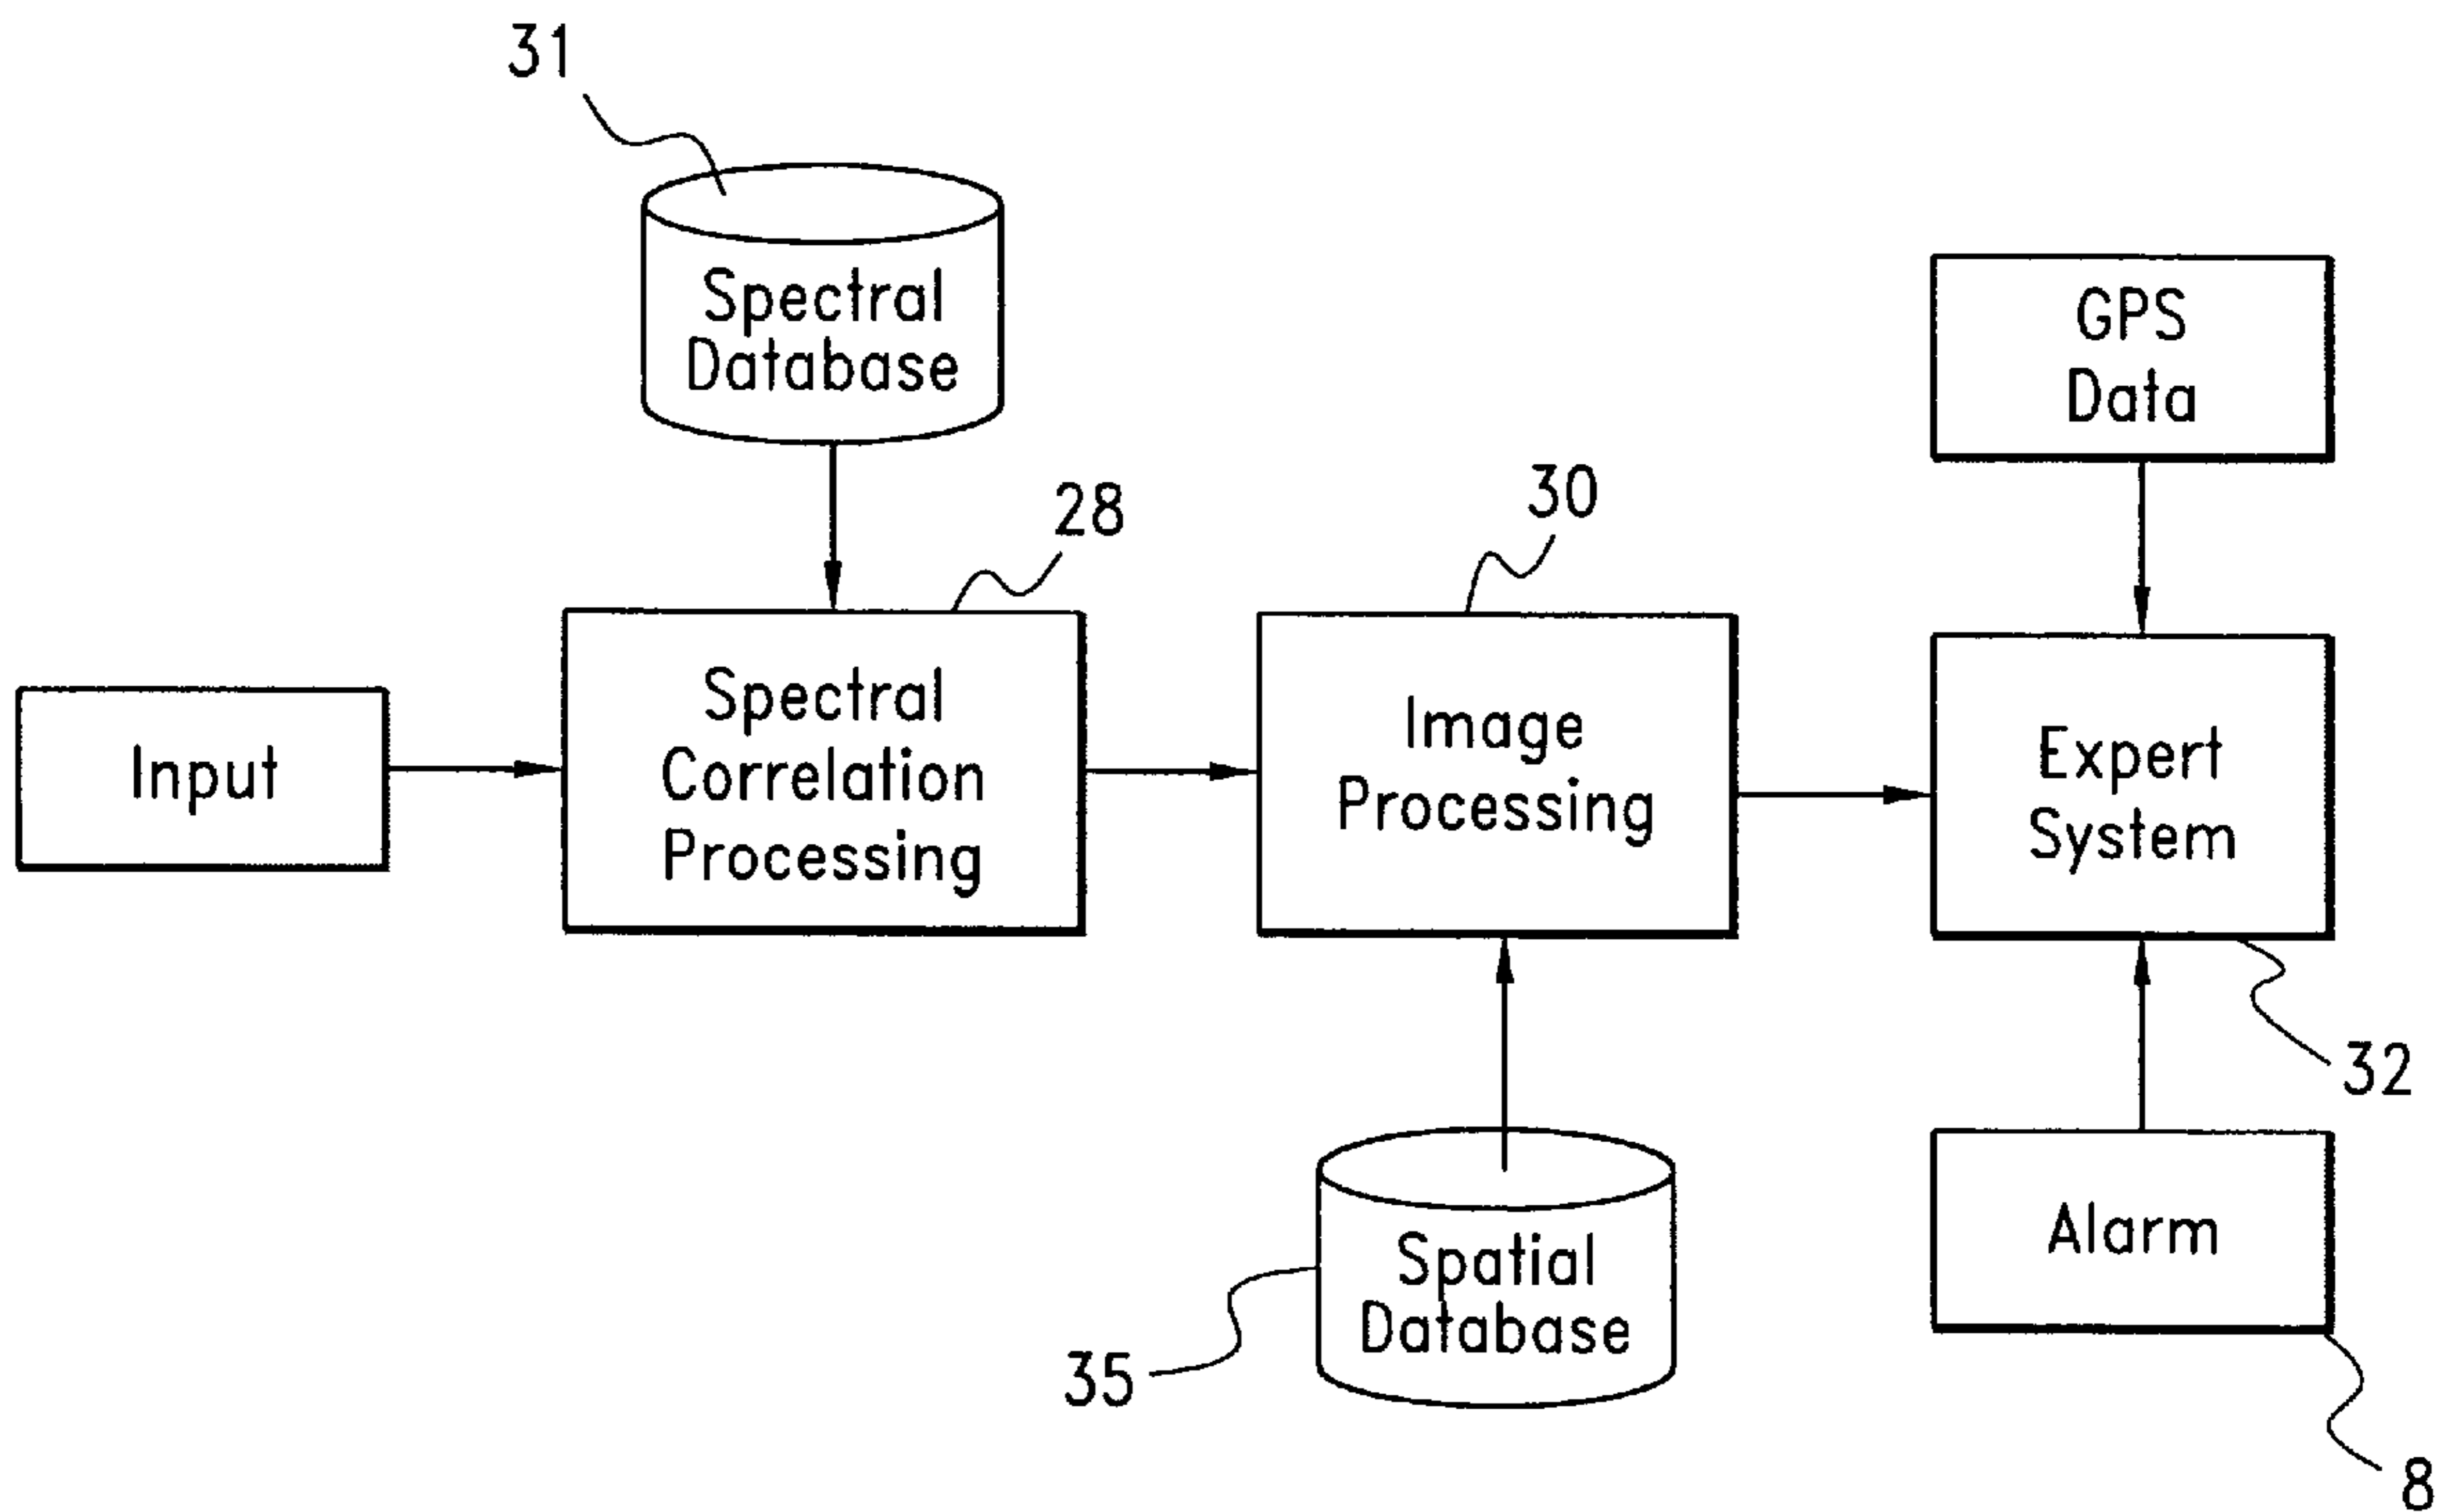 31
Spectral
Database
GPS
Data
28
30
Input
Spectral
Correlation
Processing
Image
Processing
Expert
System
32
Spatial
Database
35
Alarm
8